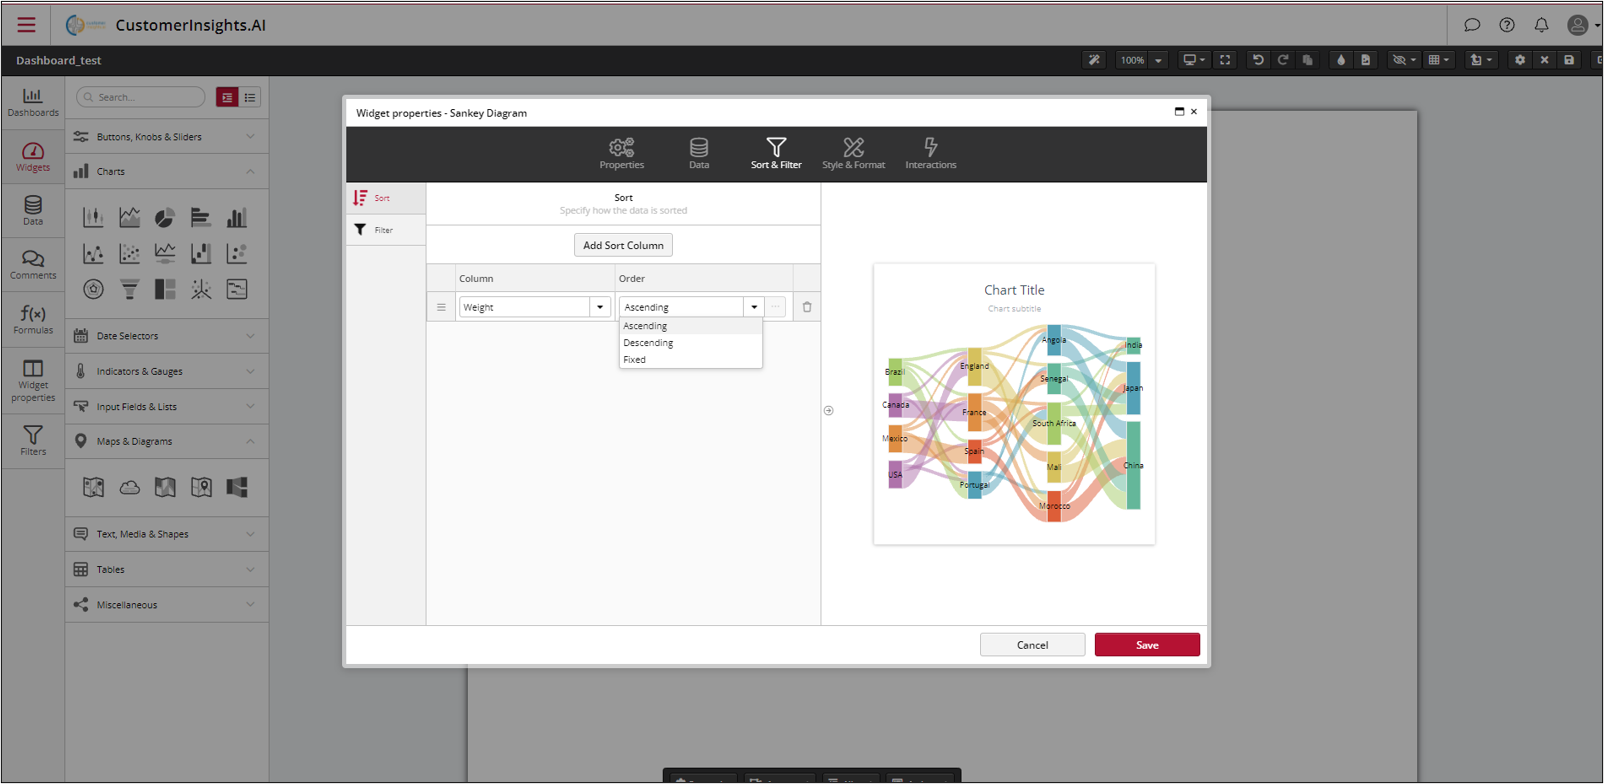 CustomerInsights.AI
Dashboard_test
100%
Dashboards
Widgets
Data
Comments
Formulas
Widget
properties
Filters
Search...
Buttons, Knobs & Sliders
Charts
Date Selectors
Indicators & Gauges
Input Fields & Lists
Maps & Diagrams
Text, Media & Shapes
Tables
Miscellaneous
Widget properties - Sankey Diagram
Properties
Data
Sort & Filter
Style & Format
Interactions
Sort
Filter
Sort
Specify how the data is sorted
Add Sort Column
Column Order
Weight Ascending
Ascending
Descending
Fixed
Chart Title
Chart subtitle
Brazil
Canada
Mexico
USA
England
France
Spain
Portugal
Angola
Senegal
South Africa
Mali
Morocco
India
Japan
China
Cancel
Save